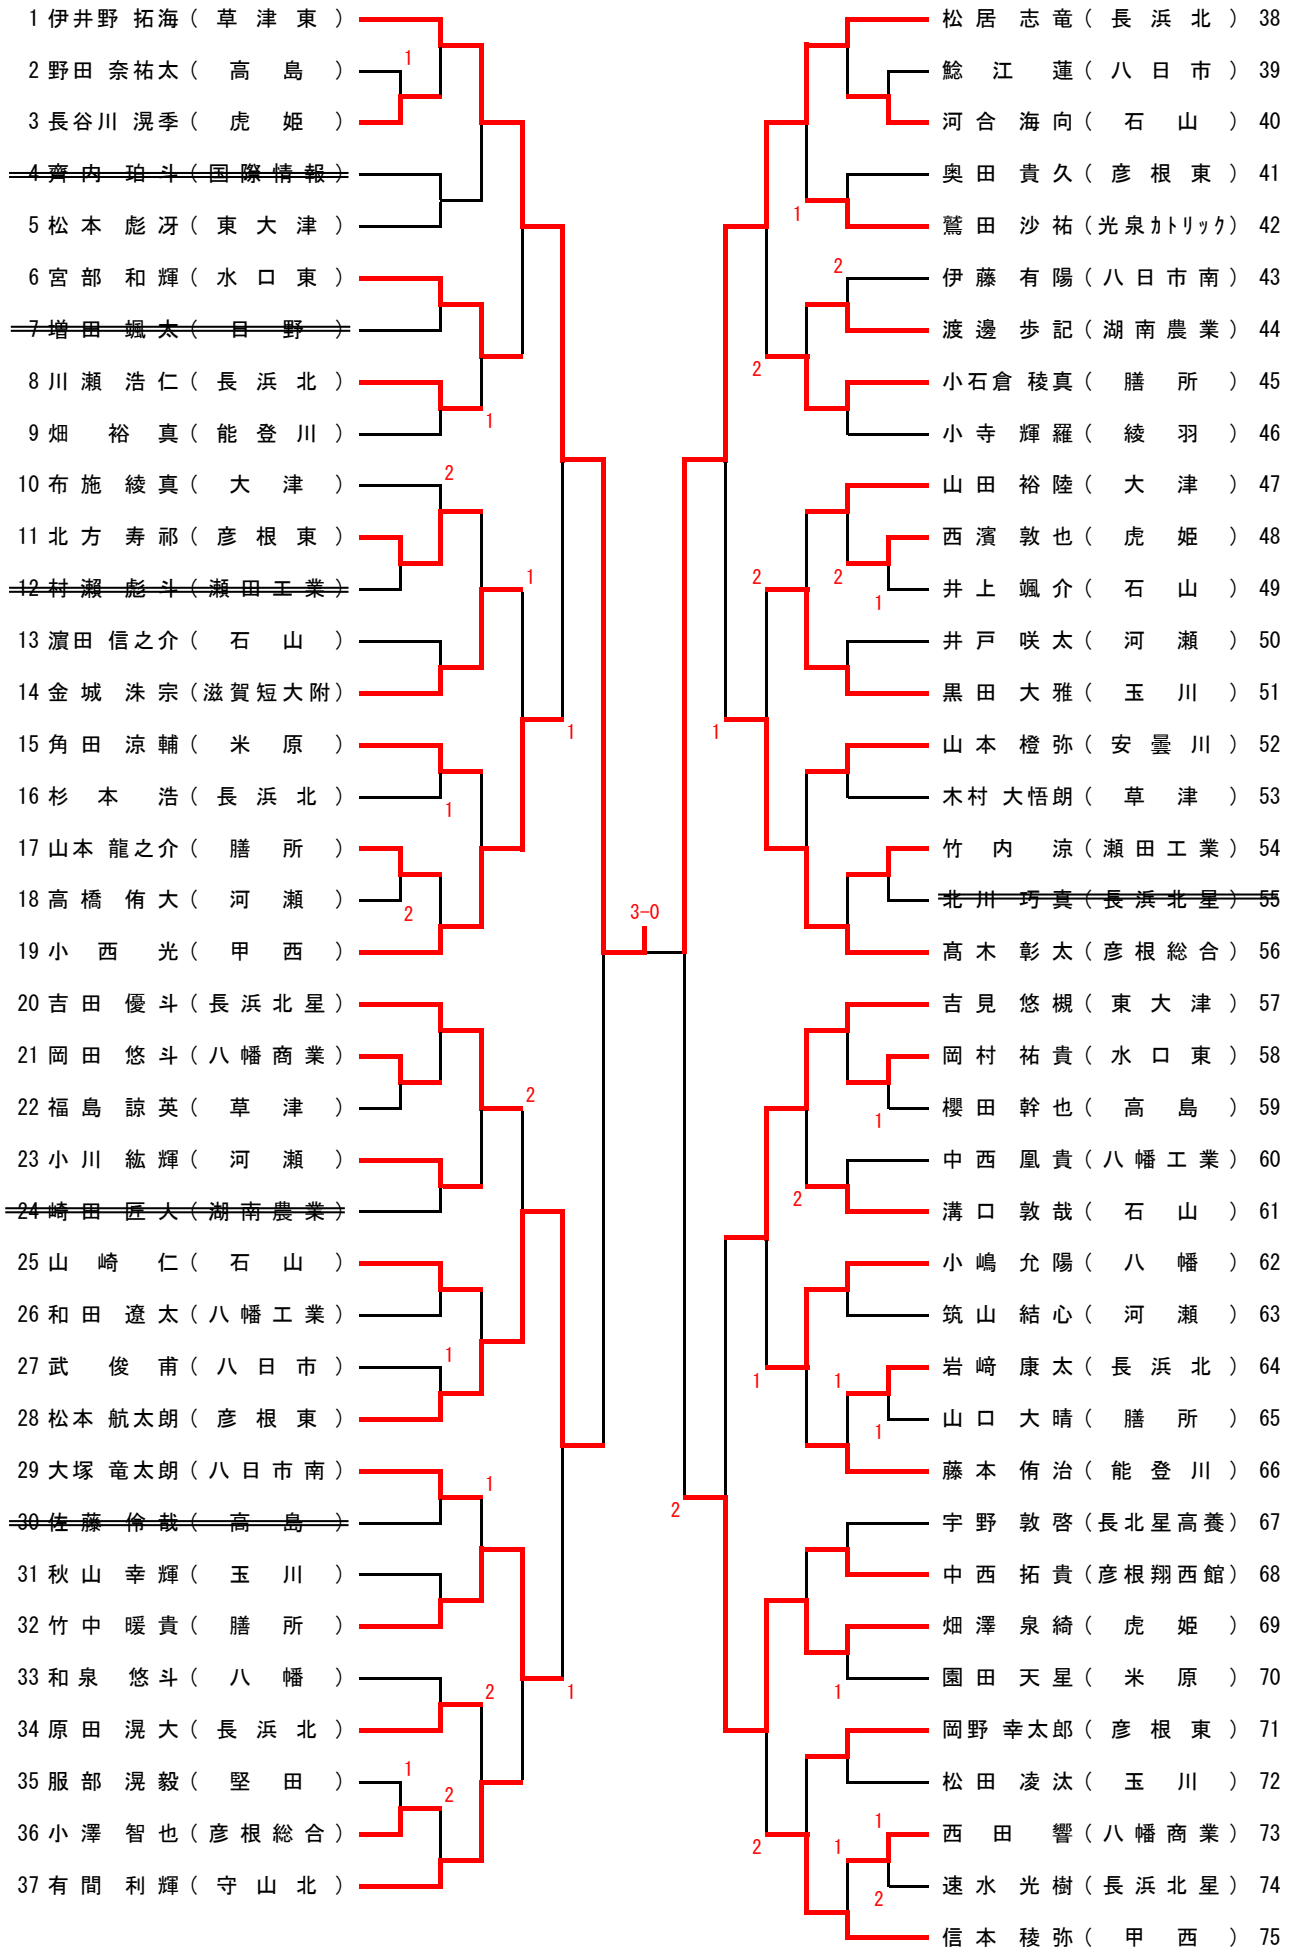 1 伊井野 拓海 ( 草津東 )
2 野田 奈祐太 ( 高島 )
3 長谷川 滉季 ( 虎姫 )
4 齊内 珀斗 ( 国際情報 )
5 松本 彪冴 ( 東大津 )
6 宮部 和輝 ( 水口東 )
7 増田 颯太 ( 日野 )
8 川瀬 浩仁 ( 長浜北 )
9 畑 裕真 ( 能登川 )
10 布施 綾真 ( 大津 )
11 北方 寿祁 ( 彦根東 )
12 村瀬 彪斗 ( 瀬田工業 )
13 濵田 信之介 ( 石山 )
14 金城 洙宗 ( 滋賀短大附 )
15 角田 涼輔 ( 米原 )
16 杉本 浩 ( 長浜北 )
17 山本 龍之介 ( 膳所 )
18 高橋 侑大 ( 河瀬 )
19 小西 光 ( 甲西 )
20 吉田 優斗 ( 長浜北星 )
21 岡田 悠斗 ( 八幡商業 )
22 福島 諒英 ( 草津 )
23 小川 紘輝 ( 河瀬 )
24 崎田 匠人 ( 湖南農業 )
25 山崎 仁 ( 石山 )
26 和田 遼太 ( 八幡工業 )
27 武 俊甫 ( 八日市 )
28 松本 航太朗 ( 彦根東 )
29 大塚 竜太朗 ( 八日市南 )
30 佐藤 伶哉 ( 高島 )
31 秋山 幸輝 ( 玉川 )
32 竹中 暖貴 ( 膳所 )
33 和泉 悠斗 ( 八幡 )
34 原田 滉大 ( 長浜北 )
35 服部 滉毅 ( 堅田 )
36 小澤 智也 ( 彦根総合 )
37 有間 利輝 ( 守山北 )
1
1
2
1
1
1
2
2
1
1
2
1
1
2
2
3-0
松居 志竜 ( 長浜北 ) 38
鯰江 蓮 ( 八日市 ) 39
河合 海向 ( 石山 ) 40
奥田 貴久 ( 彦根東 ) 41
鷲田 沙祐 ( 光泉カトリック ) 42
伊藤 有陽 ( 八日市南 ) 43
渡邊 歩記 ( 湖南農業 ) 44
小石倉 稜真 ( 膳所 ) 45
小寺 輝羅 ( 綾羽 ) 46
山田 裕陸 ( 大津 ) 47
西濱 敦也 ( 虎姫 ) 48
井上 颯介 ( 石山 ) 49
井戸 咲太 ( 河瀬 ) 50
黒田 大雅 ( 玉川 ) 51
山本 橙弥 ( 安曇川 ) 52
木村 大悟朗 ( 草津 ) 53
竹内 涼 ( 瀬田工業 ) 54
北川 巧真 ( 長浜北星 ) 55
髙木 彰太 ( 彦根総合 ) 56
吉見 悠槻 ( 東大津 ) 57
岡村 祐貴 ( 水口東 ) 58
櫻田 幹也 ( 高島 ) 59
中西 凰貴 ( 八幡工業 ) 60
溝口 敦哉 ( 石山 ) 61
小嶋 允陽 ( 八幡 ) 62
筑山 結心 ( 河瀬 ) 63
岩﨑 康太 ( 長浜北 ) 64
山口 大晴 ( 膳所 ) 65
藤本 侑治 ( 能登川 ) 66
宇野 敦啓 ( 長北星高養 ) 67
中西 拓貴 ( 彦根翔西館 ) 68
畑澤 泉綺 ( 虎姫 ) 69
園田 天星 ( 米原 ) 70
岡野 幸太郎 ( 彦根東 ) 71
松田 凌汰 ( 玉川 ) 72
西田 響 ( 八幡商業 ) 73
速水 光樹 ( 長浜北星 ) 74
信本 稜弥 ( 甲西 ) 75
1
2
2
2
2
1
1
1
2
1
1
1
2
1
1
1
2
2